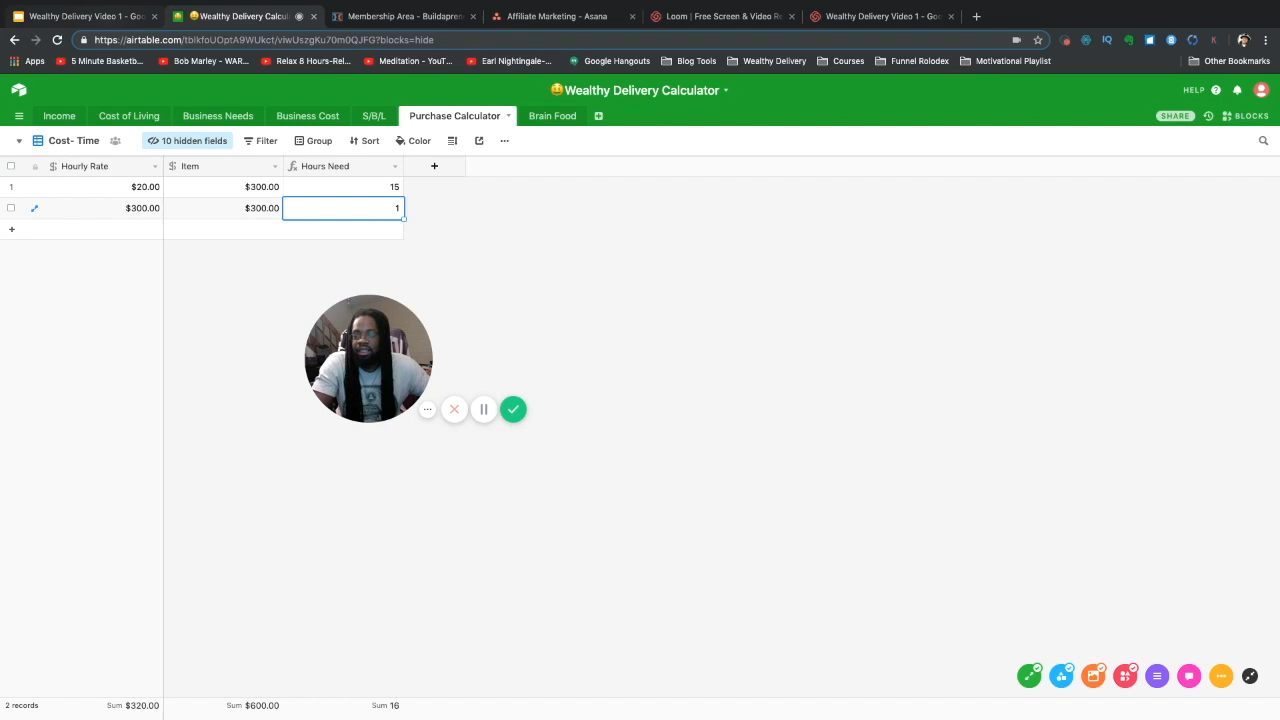 Wealthy Delivery Video 1 - Goo
Wealthy Delivery Calcul
Membership Area - Buildapren
Affiliate Marketing - Asana
Loom | Free Screen & Video R
Wealthy Delivery Video 1 - Goo
https://airtable.com/tblkfoUOptA9WUkct/viwUszgKu70m0QJFG?blocks=hide
Apps
5 Minute Basketb...
Bob Marley - WAR...
Relax 8 Hours-Rel...
Meditation - YouT...
Earl Nightingale-...
Google Hangouts
Blog Tools
Wealthy Delivery
Courses
Funnel Rolodex
Motivational Playlist
Other Bookmarks
Wealthy Delivery Calculator
HELP
Income
Cost of Living
Business Needs
Business Cost
S/B/L
Purchase Calculator
Brain Food
SHARE
BLOCKS
Cost- Time
10 hidden fields
Filter
Group
Sort
Color
Hourly Rate
Item
Hours Need
1 $20.00 $300.00 15
$300.00 $300.00 1
2 records
Sum $320.00
Sum $600.00
Sum 16